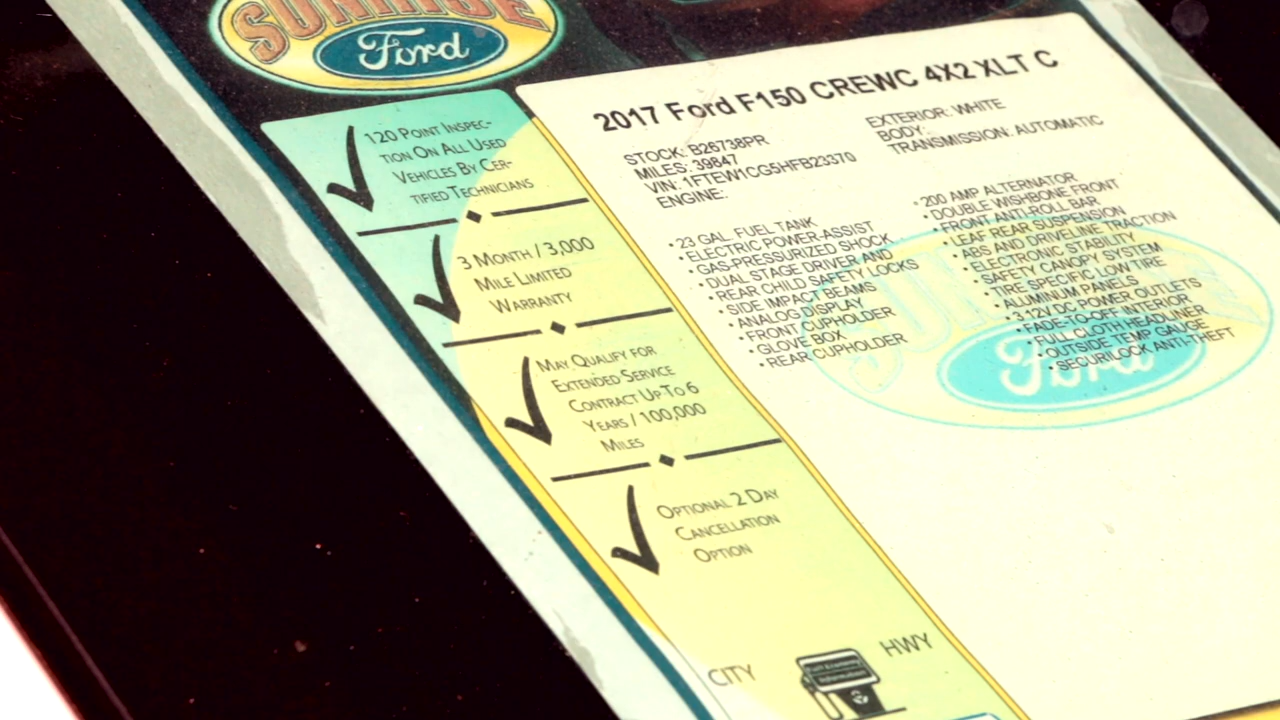 SUNRISE
Ford
120 Point Inspec-
tion On All Used
Vehicles By Cer-
tified Technicians
3 Month / 3,000
Mile Limited
Warranty
May Qualify for
Extended Service
Contract Up-To 6
Years / 100,000
Miles
Optional 2 Day
Cancellation
Option
CITY
Fuel Economy
Information
HWY
2017 Ford F150 CREWC 4X2 XLT C
STOCK: B26738PR
MILES: 39847
VIN: 1FTEW1CG5HFB23370
ENGINE:
EXTERIOR: WHITE
BODY:
TRANSMISSION: AUTOMATIC
• 23 GAL. FUEL TANK
• ELECTRIC POWER-ASSIST
• GAS-PRESSURIZED SHOCK
• DUAL STAGE DRIVER AND
• REAR CHILD SAFETY LOCKS
• SIDE IMPACT BEAMS
• ANALOG DISPLAY
• FRONT CUPHOLDER
• GLOVE BOX
• REAR CUPHOLDER
• 200 AMP ALTERNATOR
• DOUBLE WISHBONE FRONT
• FRONT ANTI-ROLL BAR
• LEAF REAR SUSPENSION
• ABS AND DRIVELINE TRACTION
• ELECTRONIC STABILITY
• SAFETY CANOPY SYSTEM
• TIRE SPECIFIC LOW TIRE
• ALUMINUM PANELS
• 3 12V DC POWER OUTLETS
• FADE-TO-OFF INTERIOR
• FULL CLOTH HEADLINER
• OUTSIDE TEMP GAUGE
• SECURILOCK ANTI-THEFT
Ford